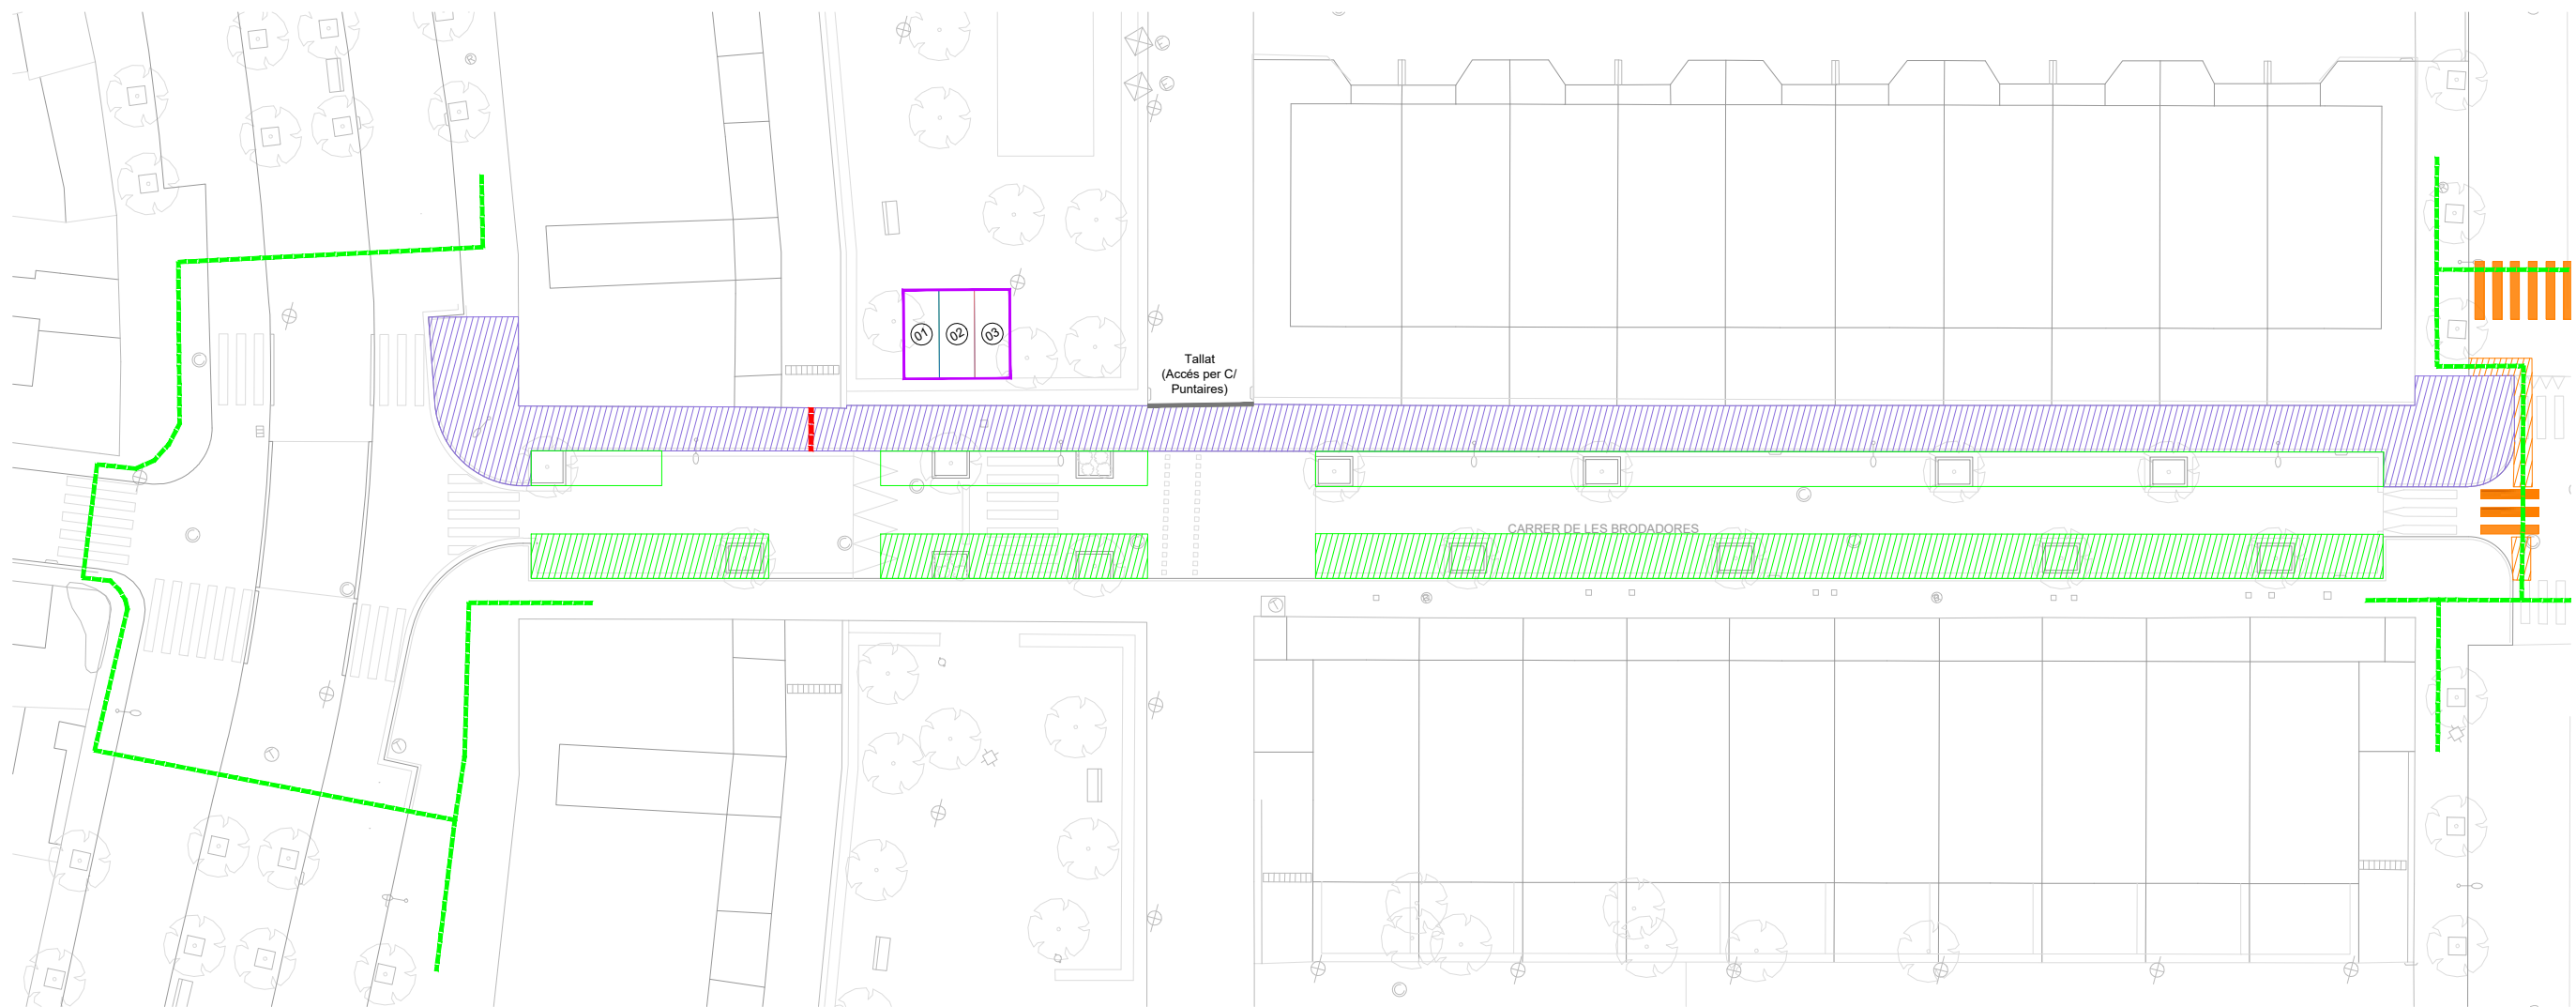 01
02
03
Tallat
(Accés per C/
Puntaires)
CARRER DE LES BRODADORES
T
T
T